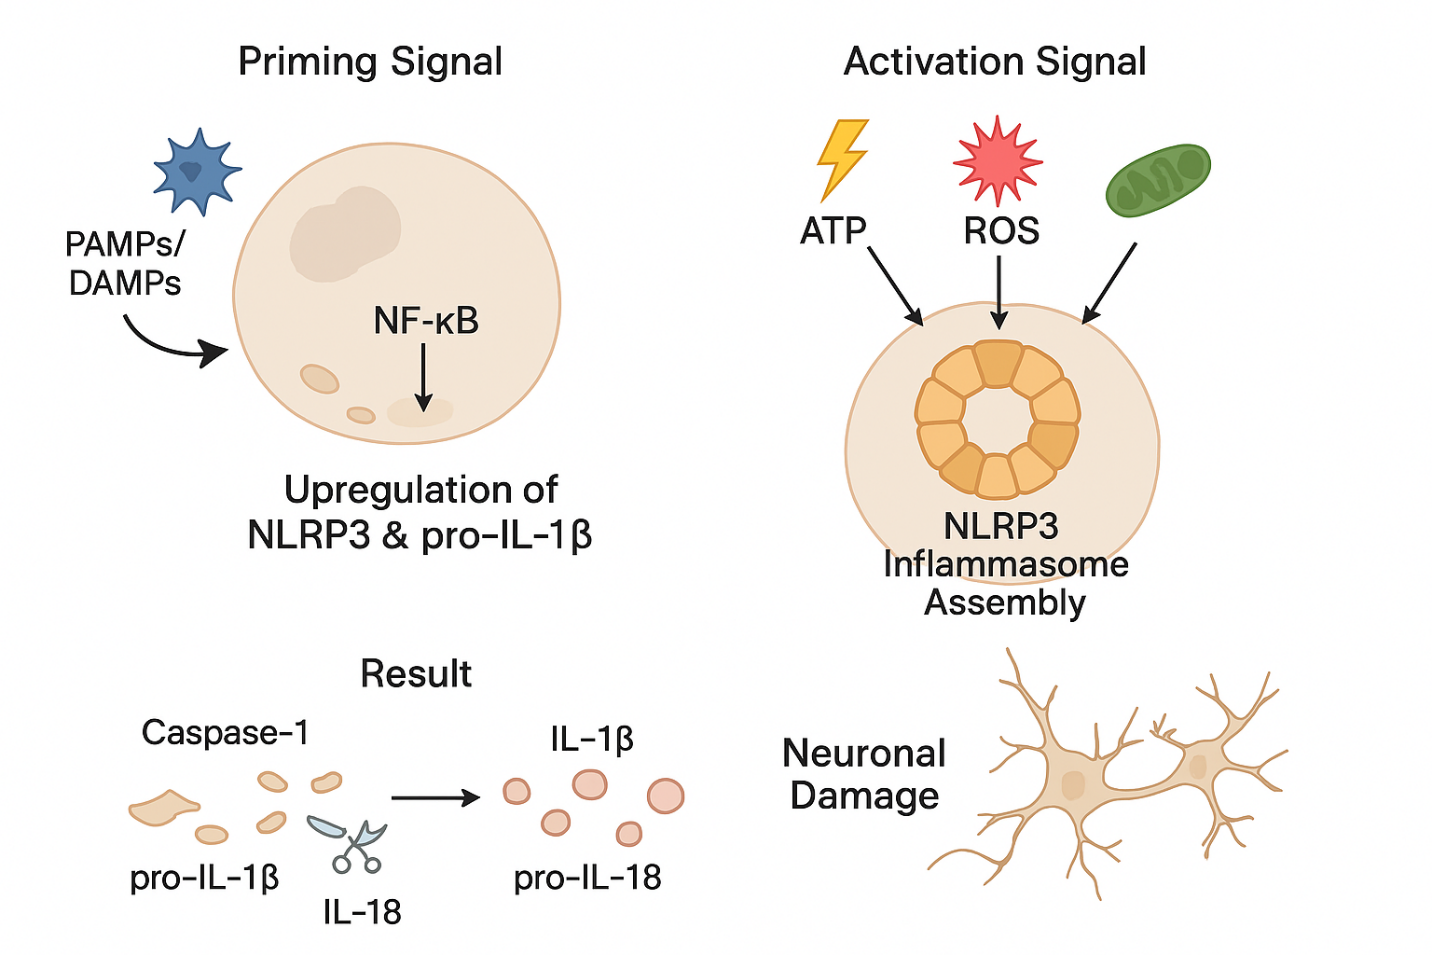 Priming Signal
PAMPs/
DAMPs
NF-κB
Upregulation of
NLRP3 & pro-IL-1β
Activation Signal
ATP
ROS
NLRP3
Inflammasome
Assembly
Result
Caspase-1
pro-IL-1β
IL-18
IL-1β
pro-IL-18
Neuronal
Damage